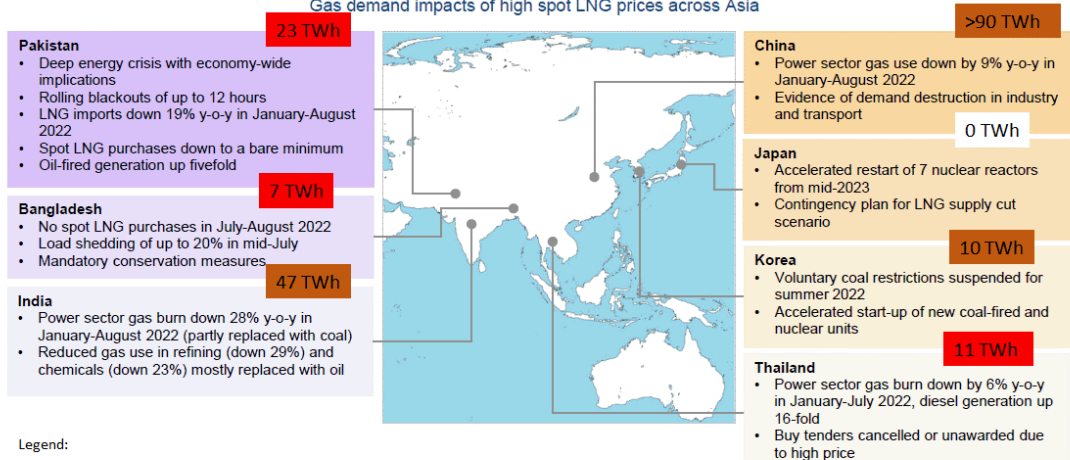 Gas demand impacts of high spot LNG prices across Asia
23 TWh
Pakistan
• Deep energy crisis with economy-wide
implications
• Rolling blackouts of up to 12 hours
• LNG imports down 19% y-o-y in January-August
2022
• Spot LNG purchases down to a bare minimum
• Oil-fired generation up fivefold
7 TWh
Bangladesh
• No spot LNG purchases in July-August 2022
• Load shedding of up to 20% in mid-July
• Mandatory conservation measures
47 TWh
India
• Power sector gas burn down 28% y-o-y in
January-August 2022 (partly replaced with coal)
• Reduced gas use in refining (down 29%) and
chemicals (down 23%) mostly replaced with oil
Legend:
>90 TWh
China
• Power sector gas use down by 9% y-o-y in
January-August 2022
• Evidence of demand destruction in industry
and transport
0 TWh
Japan
• Accelerated restart of 7 nuclear reactors
from mid-2023
• Contingency plan for LNG supply cut
scenario
10 TWh
Korea
• Voluntary coal restrictions suspended for
summer 2022
• Accelerated start-up of new coal-fired and
nuclear units
11 TWh
Thailand
• Power sector gas burn down by 6% y-o-y
in January-July 2022, diesel generation up
16-fold
• Buy tenders cancelled or unawarded due
to high price